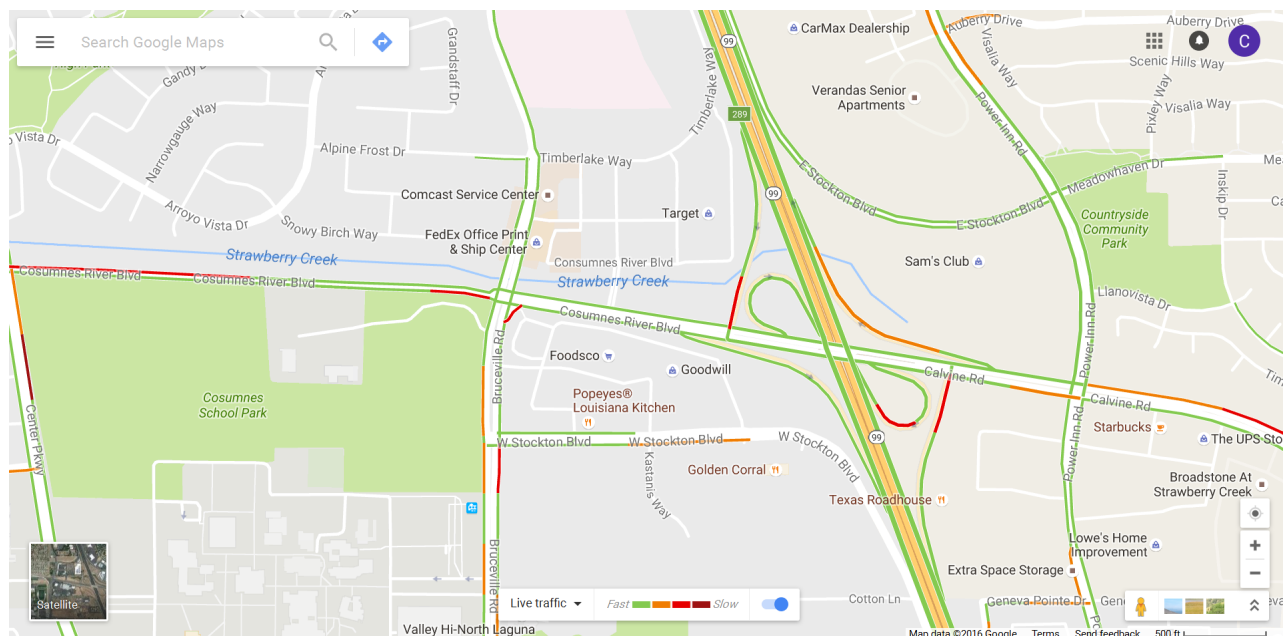 Search Google Maps
C
Auberry Drive
Auberry Drive
CarMax Dealership
99
Grandstaff Dr
Gandy
Visalia Way
Scenic Hills Way
Timberlake Way
Verandas Senior
Apartments
Pixley Way
Visalia Way
289
Power Inn Rd
Narrowgauge Way
Vista Dr
Alpine Frost Dr
Timberlake Way
E Stockton Blvd
Meadowhaven Dr
Inskip Dr
Comcast Service Center
99
Arroyo Vista Dr
Snowy Birch Way
Target
E Stockton Blvd
Countryside
Community
Park
FedEx Office Print
& Ship Center
Strawberry Creek
Consumnes River Blvd
Sam's Club
Cosumnes River Blvd
Cosumnes River Blvd
Strawberry Creek
Llanovista Dr
Cosumnes River Blvd
Power Inn Rd
Bruceville Rd
Foodsco
Goodwill
Calvine Rd
Popeyes®
Louisiana Kitchen
Cosumnes
School Park
Calvine Rd
Center Pkwy
Starbucks
The UPS Sto
W Stockton Blvd
W Stockton Blvd
W Stockton Blvd
99
Power Inn Rd
Kastanis Way
Golden Corral
Broadstone At
Strawberry Creek
Texas Roadhouse
Lowe's Home
Improvement
Bruceville Rd
Extra Space Storage
Satellite
Live traffic
Fast
Slow
Cotton Ln
Geneva Pointe Dr
Valley Hi-North Laguna
Map data ©2016 Google
Terms
Send feedback
500 ft